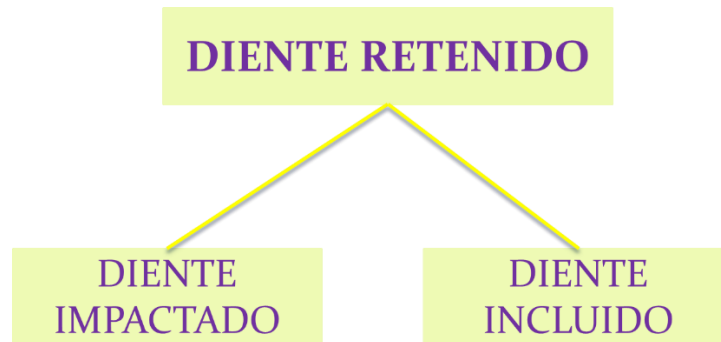 DIENTE RETENIDO
DIENTE
IMPACTADO
DIENTE
INCLUIDO